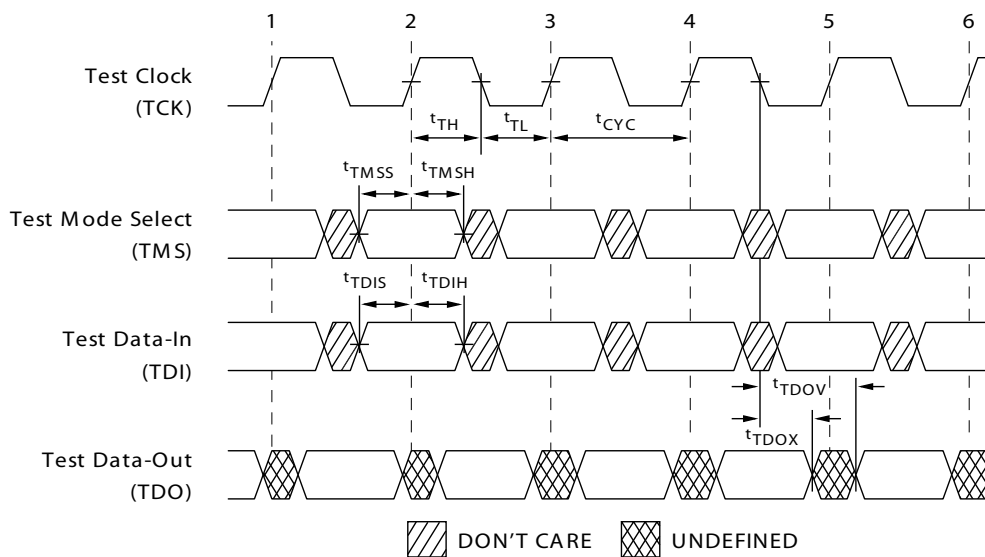 1 2 3 4 5 6
Test Clock
(TCK)
tTH tTL tCYC
tTMSS tTMSH
Test Mode Select
(TMS)
tTDIS tTDIH
Test Data-In
(TDI)
tTDOV
tTDOX
Test Data-Out
(TDO)
DON'T CARE UNDEFINED